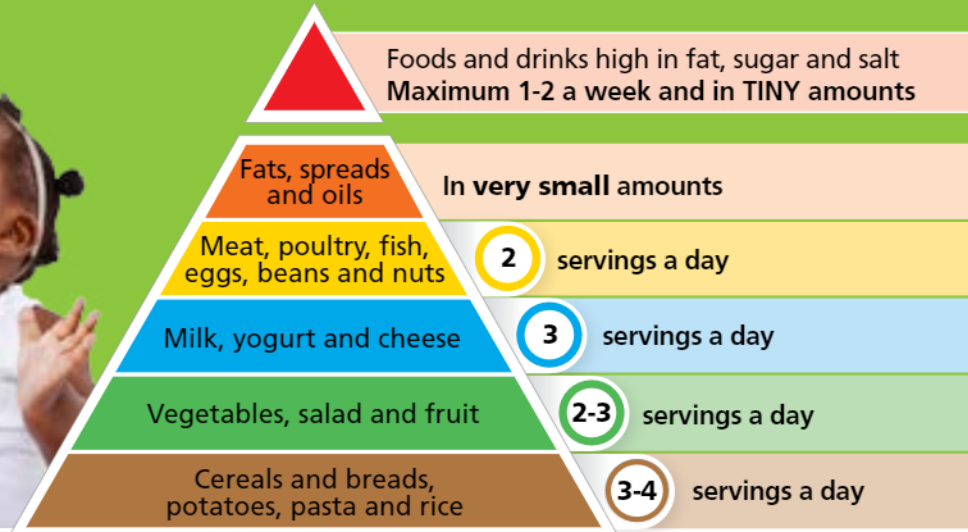 Foods and drinks high in fat, sugar and salt
Maximum 1-2 a week and in TINY amounts
Fats, spreads
and oils
In very small amounts
Meat, poultry, fish,
eggs, beans and nuts
2 servings a day
Milk, yogurt and cheese
3 servings a day
Vegetables, salad and fruit
2-3 servings a day
Cereals and breads,
potatoes, pasta and rice
3-4 servings a day